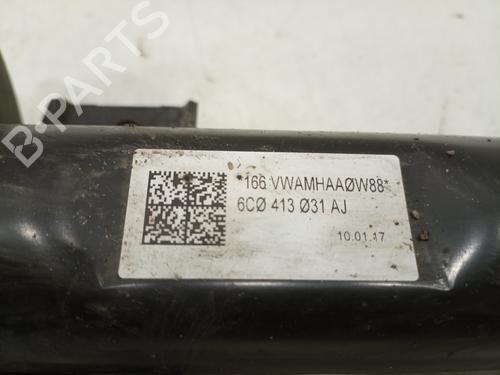 *166 VWAMHAAØW88*
6CØ 413 Ø31 AJ
10.01.17
B-PARTS